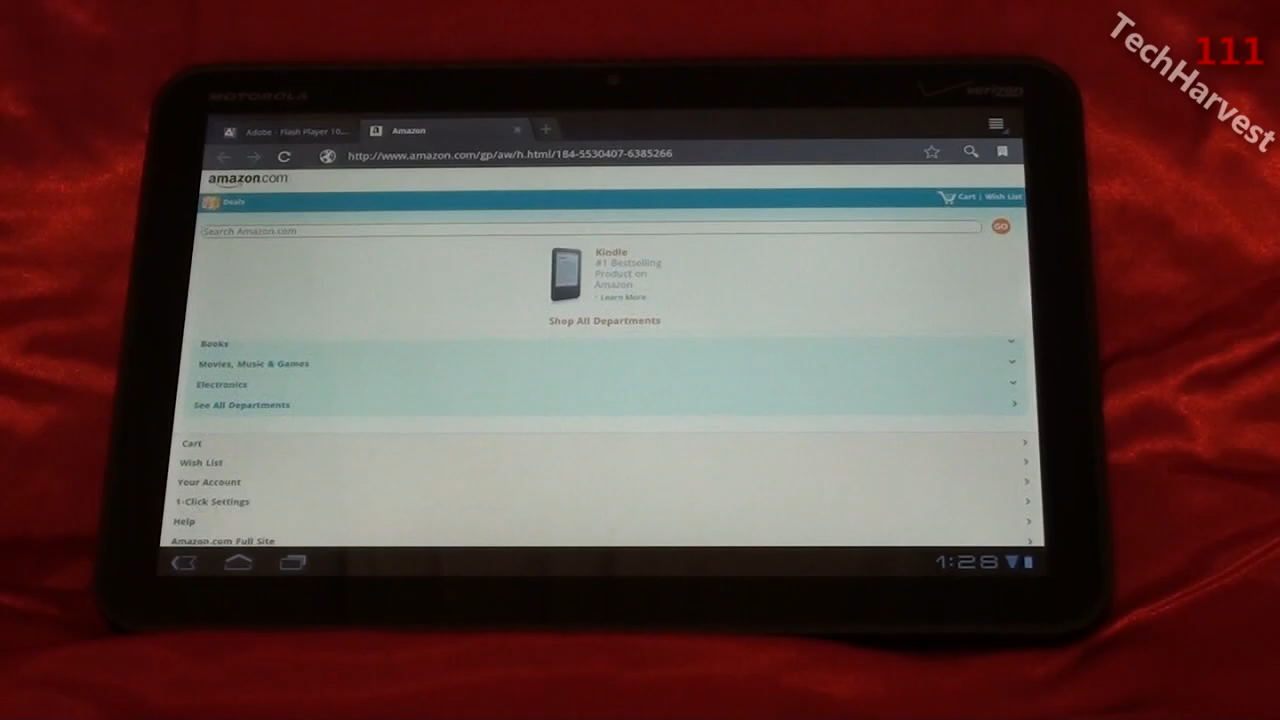 TechHarvest
111
MOTOROLA
verizon
Adobe - Flash Player 10...
Amazon
http://www.amazon.com/gp/aw/h.html/184-5530407-6385266
amazon.com
Deals
Cart | Wish List
Search Amazon.com
GO
Kindle
#1 Bestselling
Product on
Amazon
Learn More
Shop All Departments
Books
Movies, Music & Games
Electronics
See All Departments
Cart
Wish List
Your Account
1-Click Settings
Help
Amazon.com Full Site
1:28